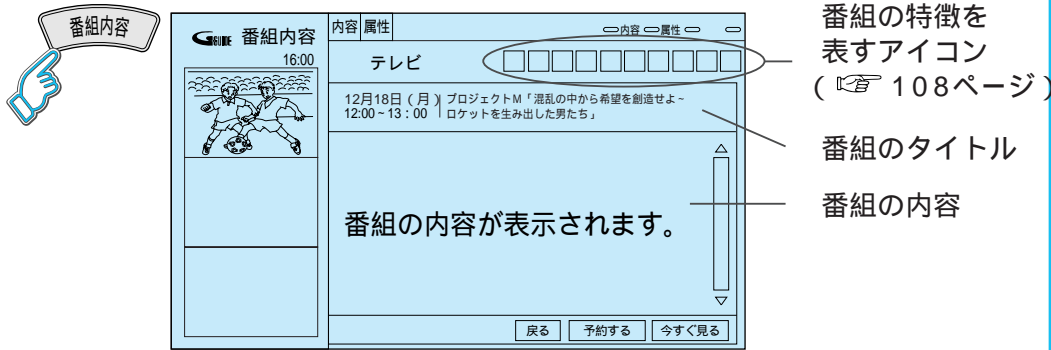 番組内容
GGUIDE 番組内容
16:00
内容 属性
内容 属性
テレビ
12月18日（月） プロジェクトM「混乱の中から希望を創造せよ~
12:00~13：00 ロケットを生み出した男たち」
番組の内容が表示されます。
戻る 予約する 今すぐ見る
番組の特徴を
表すアイコン
（☞ 108ページ）
番組のタイトル
番組の内容